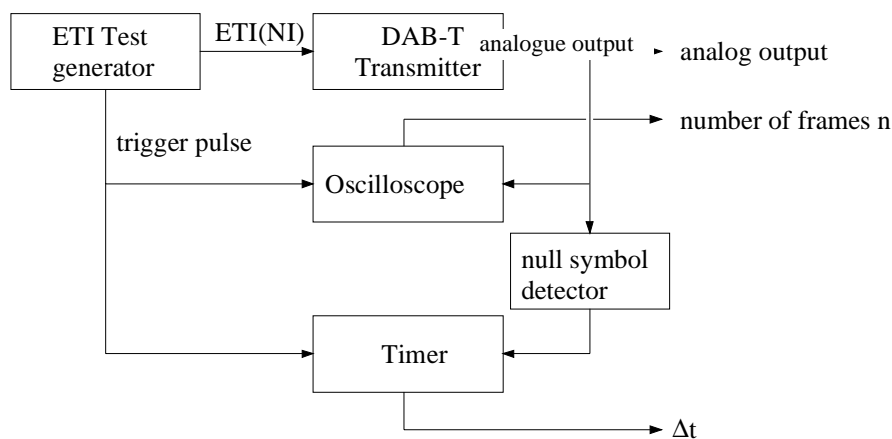 ETI Test
generator
ETI(NI)
DAB-T
Transmitter
analogue output
analog output
number of frames n
trigger pulse
Oscilloscope
null symbol
detector
Timer
Δt